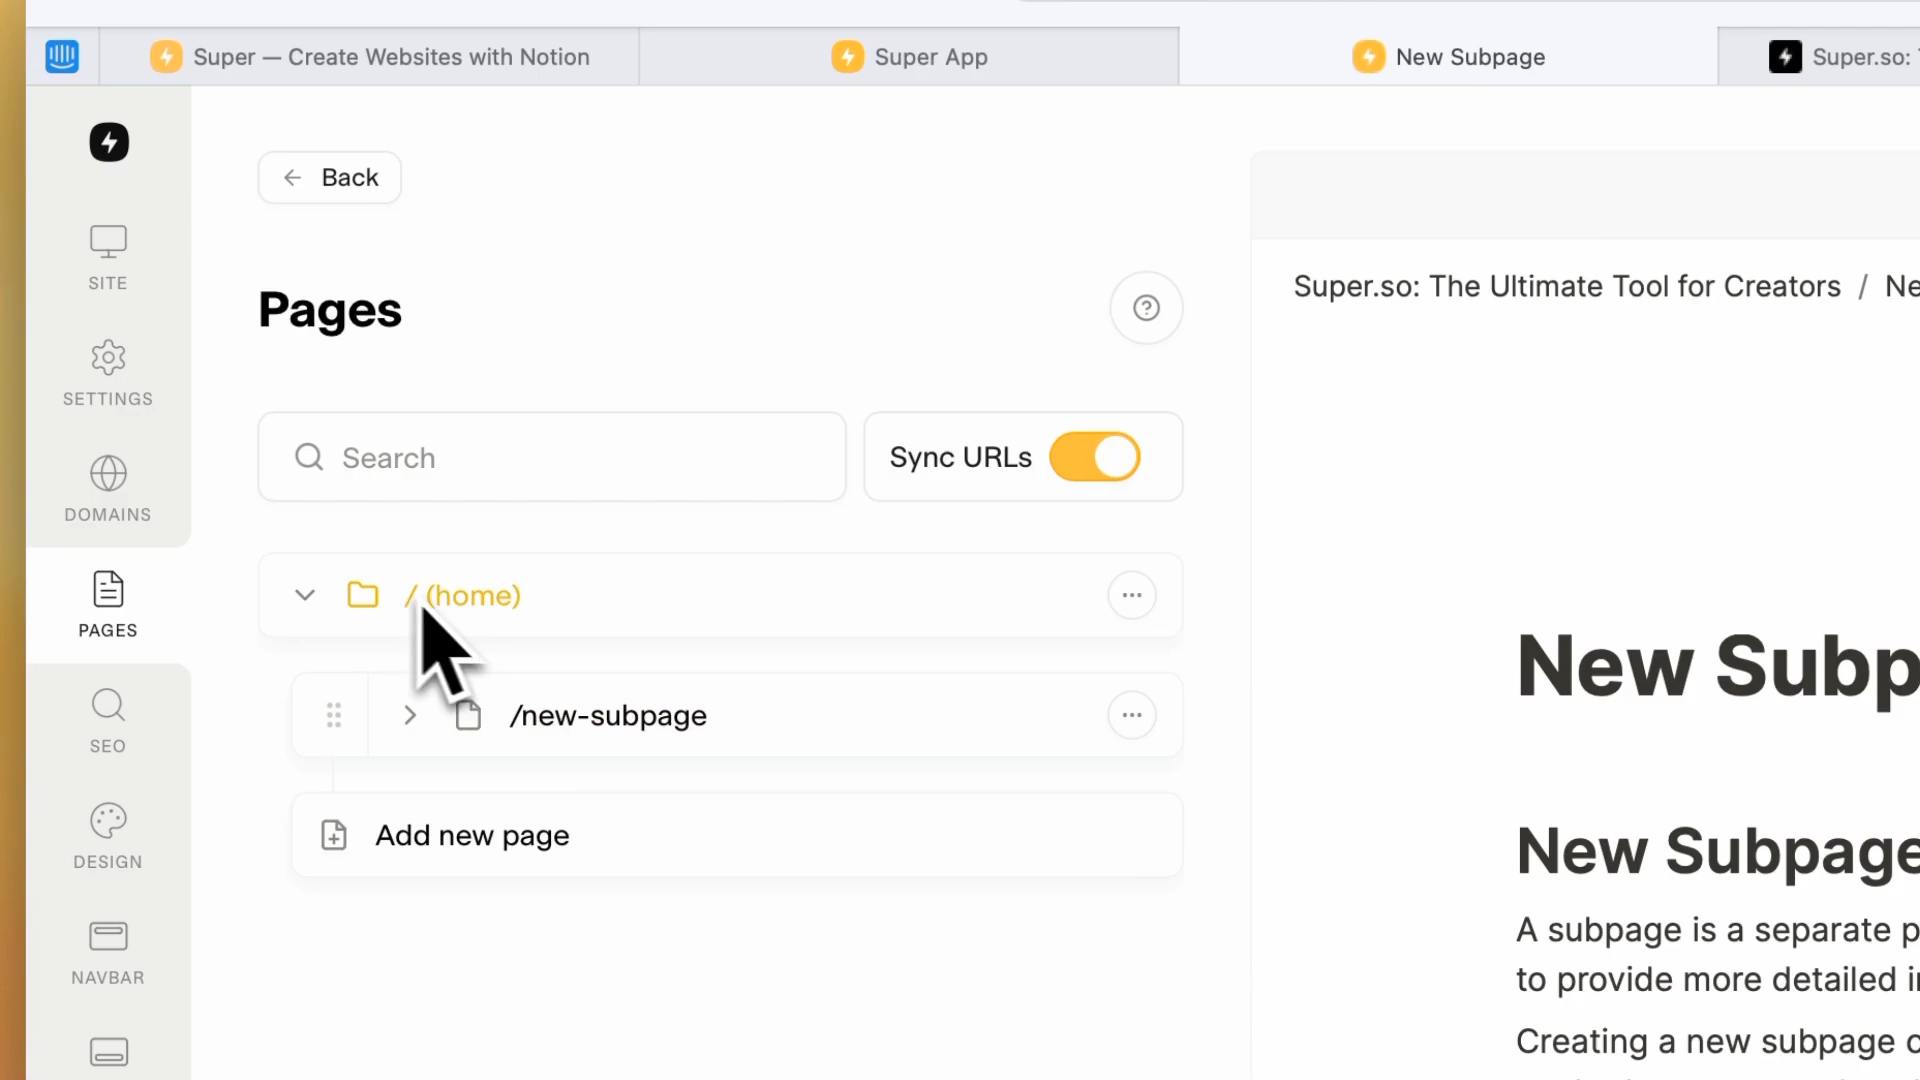 Super — Create Websites with Notion
Super App
New Subpage
Super.so:
Back
SITE
SETTINGS
DOMAINS
PAGES
SEO
DESIGN
NAVBAR
Pages
Search
Sync URLs
/ (home)
/new-subpage
Add new page
Super.so: The Ultimate Tool for Creators / Ne
New Subp
New Subpage
A subpage is a separate p
to provide more detailed i
Creating a new subpage